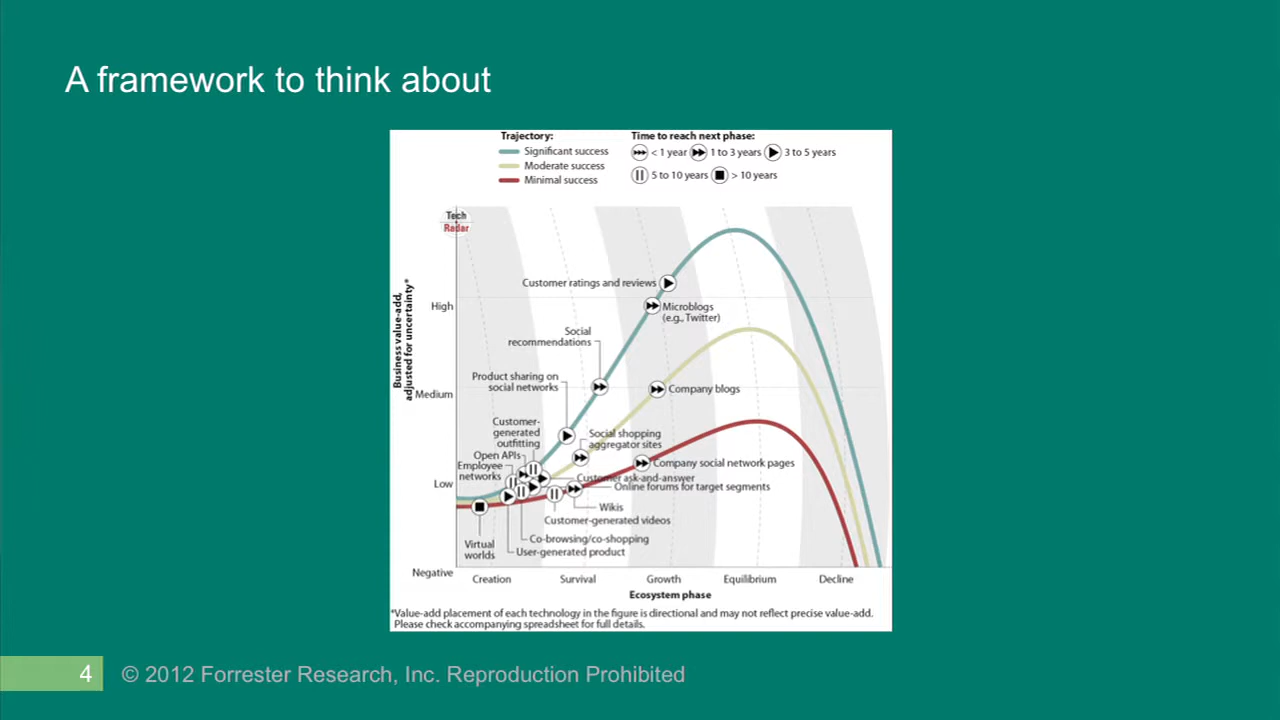 A framework to think about
Trajectory:
Significant success
Moderate success
Minimal success
Time to reach next phase:
< 1 year
1 to 3 years
3 to 5 years
5 to 10 years
> 10 years
Tech
Radar
Business value-add,
adjusted for uncertainty*
High
Medium
Low
Negative
Customer ratings and reviews
Microblogs
(e.g., Twitter)
Social
recommendations
Product sharing on
social networks
Company blogs
Customer-
generated
outfitting
Social shopping
aggregator sites
Open APIs
Employee
networks
Company social network pages
Customer ask-and-answer
Online forums for target segments
Wikis
Customer-generated videos
Co-browsing/co-shopping
User-generated product
Virtual
worlds
Creation
Survival
Growth
Equilibrium
Decline
Ecosystem phase
*Value-add placement of each technology in the figure is directional and may not reflect precise value-add.
Please check accompanying spreadsheet for full details.
4
© 2012 Forrester Research, Inc. Reproduction Prohibited